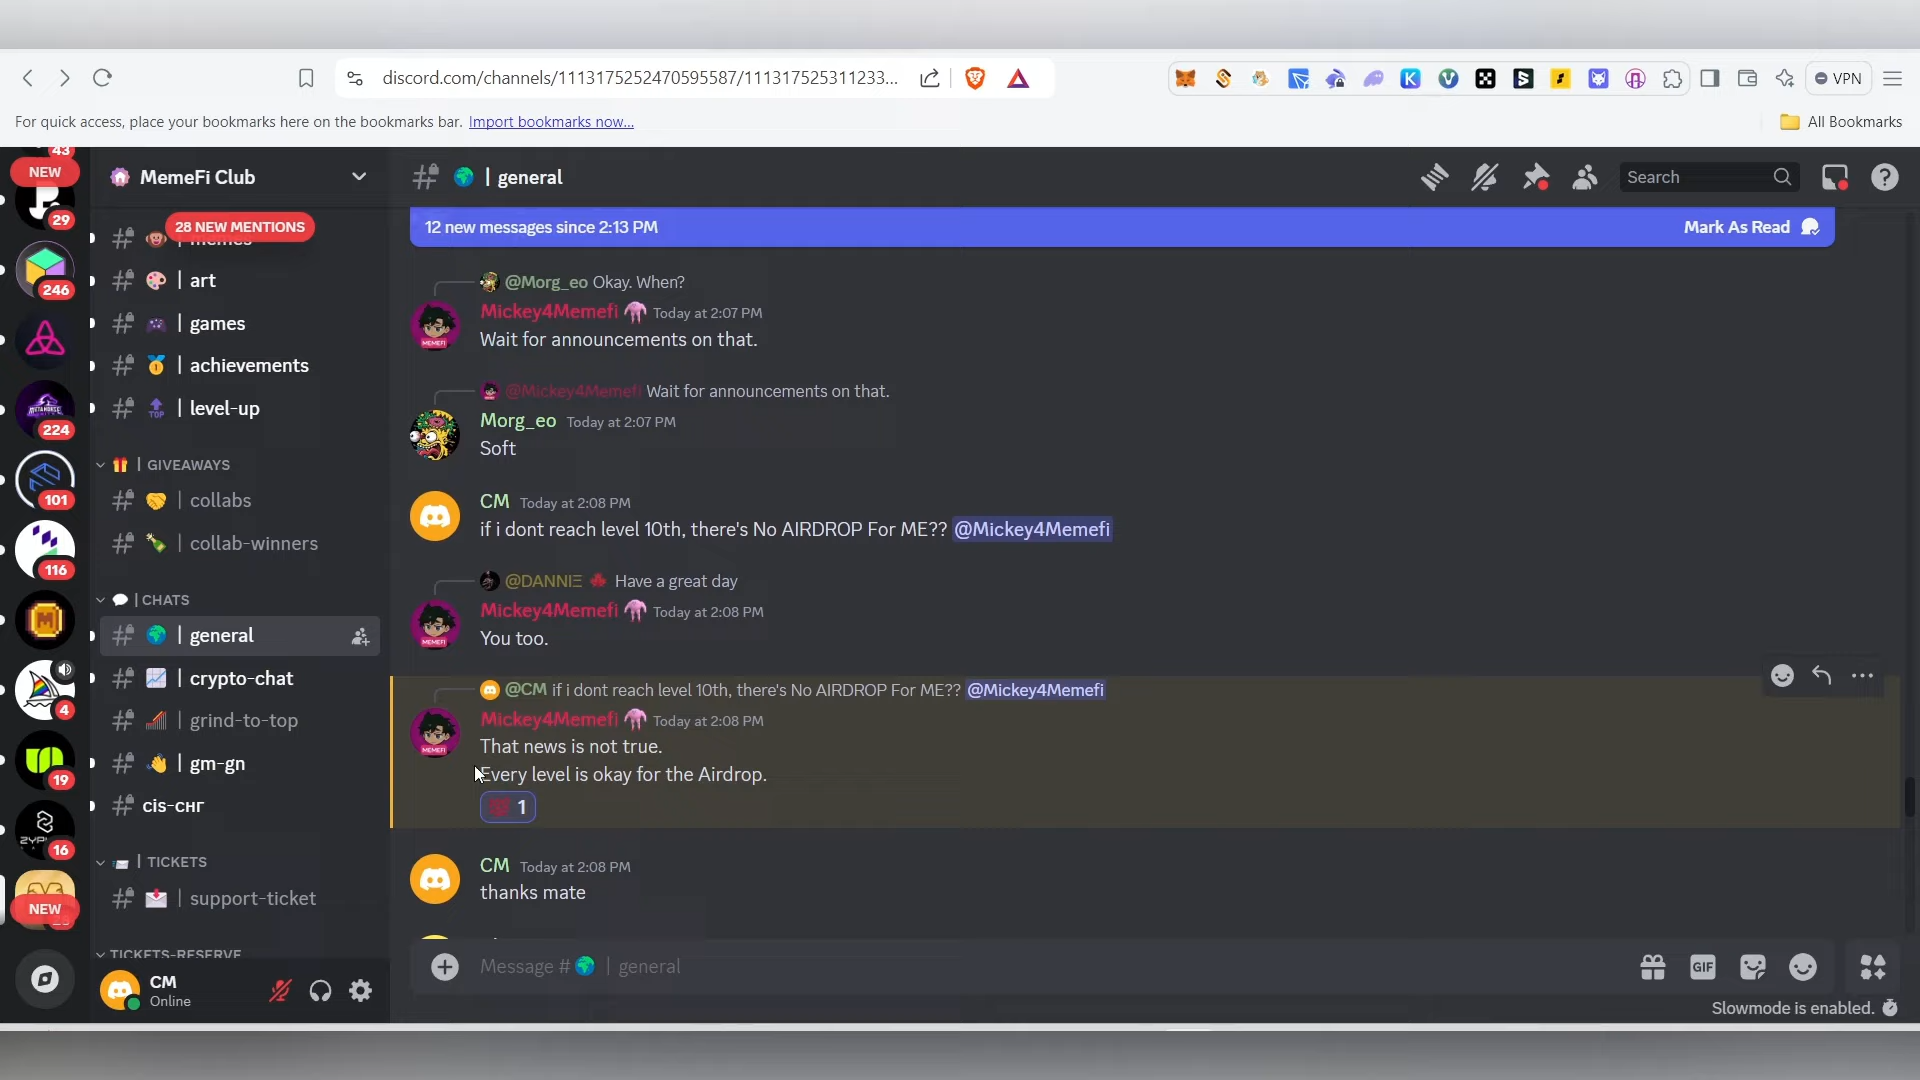 discord.com/channels/1113175252470595587/111317525311233...
VPN
For quick access, place your bookmarks here on the bookmarks bar. Import bookmarks now...
All Bookmarks
43
NEW
29
246
224
101
116
4
19
16
NEW
MemeFi Club
28 NEW MENTIONS
memes
| art
| games
| achievements
TOP | level-up
| GIVEAWAYS
| collabs
| collab-winners
| CHATS
| general
| crypto-chat
| grind-to-top
| gm-gn
cis-снг
| TICKETS
| support-ticket
TICKETS-RESERVE
CM
Online
| general
Search
12 new messages since 2:13 PM
Mark As Read
@Morg_eo Okay. When?
Mickey4Memefi Today at 2:07 PM
Wait for announcements on that.
@Mickey4Memefi Wait for announcements on that.
Morg_eo Today at 2:07 PM
Soft
CM Today at 2:08 PM
if i dont reach level 10th, there's No AIRDROP For ME?? @Mickey4Memefi
@DANNIΞ Have a great day
Mickey4Memefi Today at 2:08 PM
You too.
@CM if i dont reach level 10th, there's No AIRDROP For ME?? @Mickey4Memefi
Mickey4Memefi Today at 2:08 PM
That news is not true.
Every level is okay for the Airdrop.
1
CM Today at 2:08 PM
thanks mate
Message # | general
GIF
Slowmode is enabled.